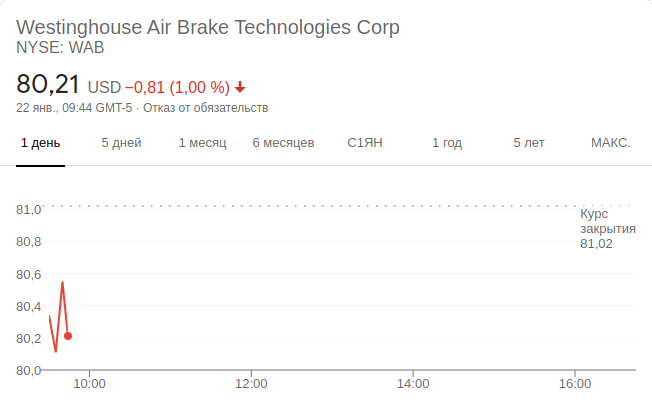 Westinghouse Air Brake Technologies Corp
NYSE: WAB
80,21 USD −0,81 (1,00 %)
22 янв., 09:44 GMT-5 · Отказ от обязательств
1 день 5 дней 1 месяц 6 месяцев С1ЯН 1 год 5 лет МАКС.
81,0
Курс
закрытия
81,02
80,8
80,6
80,4
80,2
80,0
10:00 12:00 14:00 16:00